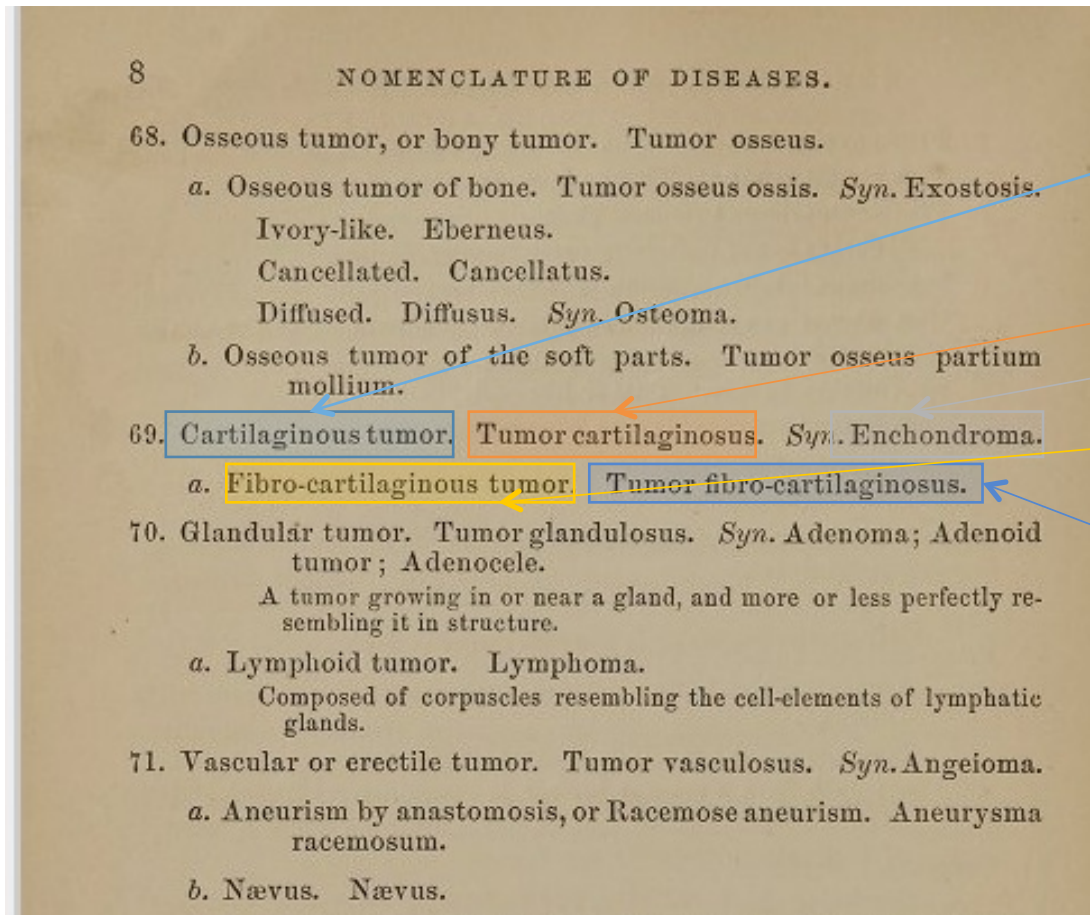 8 NOMENCLATURE OF DISEASES.
68. Osseous tumor, or bony tumor. Tumor osseus.
a. Osseous tumor of bone. Tumor osseus ossis. Syn. Exostosis.
Ivory-like. Eberneus.
Cancellated. Cancellatus.
Diffused. Diffusus. Syn. Osteoma.
b. Osseous tumor of the soft parts. Tumor osseus partium
mollium.
69. Cartilaginous tumor. Tumor cartilaginosus. Syn. Enchondroma.
a. Fibro-cartilaginous tumor. Tumor fibro-cartilaginosus.
70. Glandular tumor. Tumor glandulosus. Syn. Adenoma; Adenoid
tumor; Adenocele.
A tumor growing in or near a gland, and more or less perfectly re-
sembling it in structure.
a. Lymphoid tumor. Lymphoma.
Composed of corpuscles resembling the cell-elements of lymphatic
glands.
71. Vascular or erectile tumor. Tumor vasculosus. Syn. Angeioma.
a. Aneurism by anastomosis, or Racemose aneurism. Aneurysma
racemosum.
b. Nævus. Nævus.